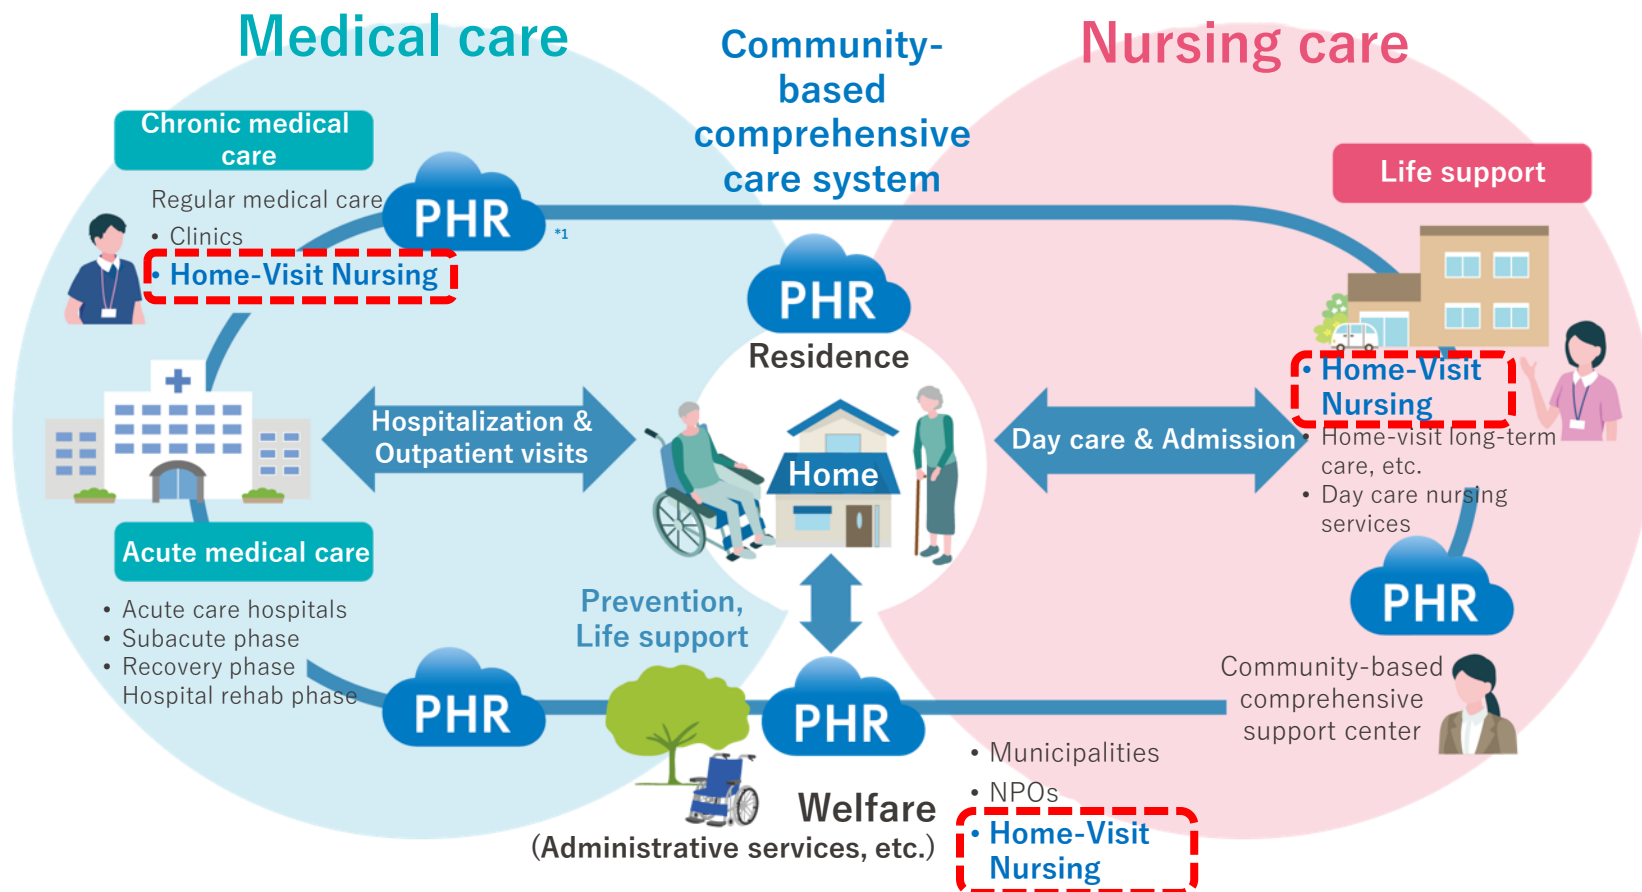 Medical care
Community-
based
comprehensive
care system
Nursing care
Chronic medical
care
Regular medical care
• Clinics
• Home-Visit Nursing
PHR
*1
PHR
Residence
Life support
• Home-Visit
Nursing
• Home-visit long-term
care, etc.
• Day care nursing
services
Hospitalization &
Outpatient visits
Home
Day care & Admission
Acute medical care
• Acute care hospitals
• Subacute phase
• Recovery phase
Hospital rehab phase
Prevention,
Life support
PHR
PHR
PHR
Community-based
comprehensive
support center
Welfare
(Administrative services, etc.)
• Municipalities
• NPOs
• Home-Visit
Nursing